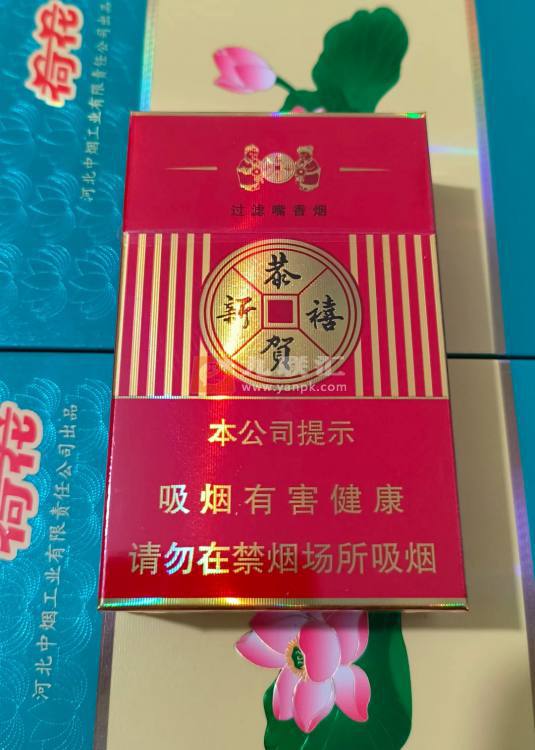 荷花
河北中烟工业有限责任公司出品
过滤嘴香烟
恭贺新禧
www.yanpk.com
本公司提示
吸烟有害健康
请勿在禁烟场所吸烟
荷花
河北中烟工业有限责任公司出品